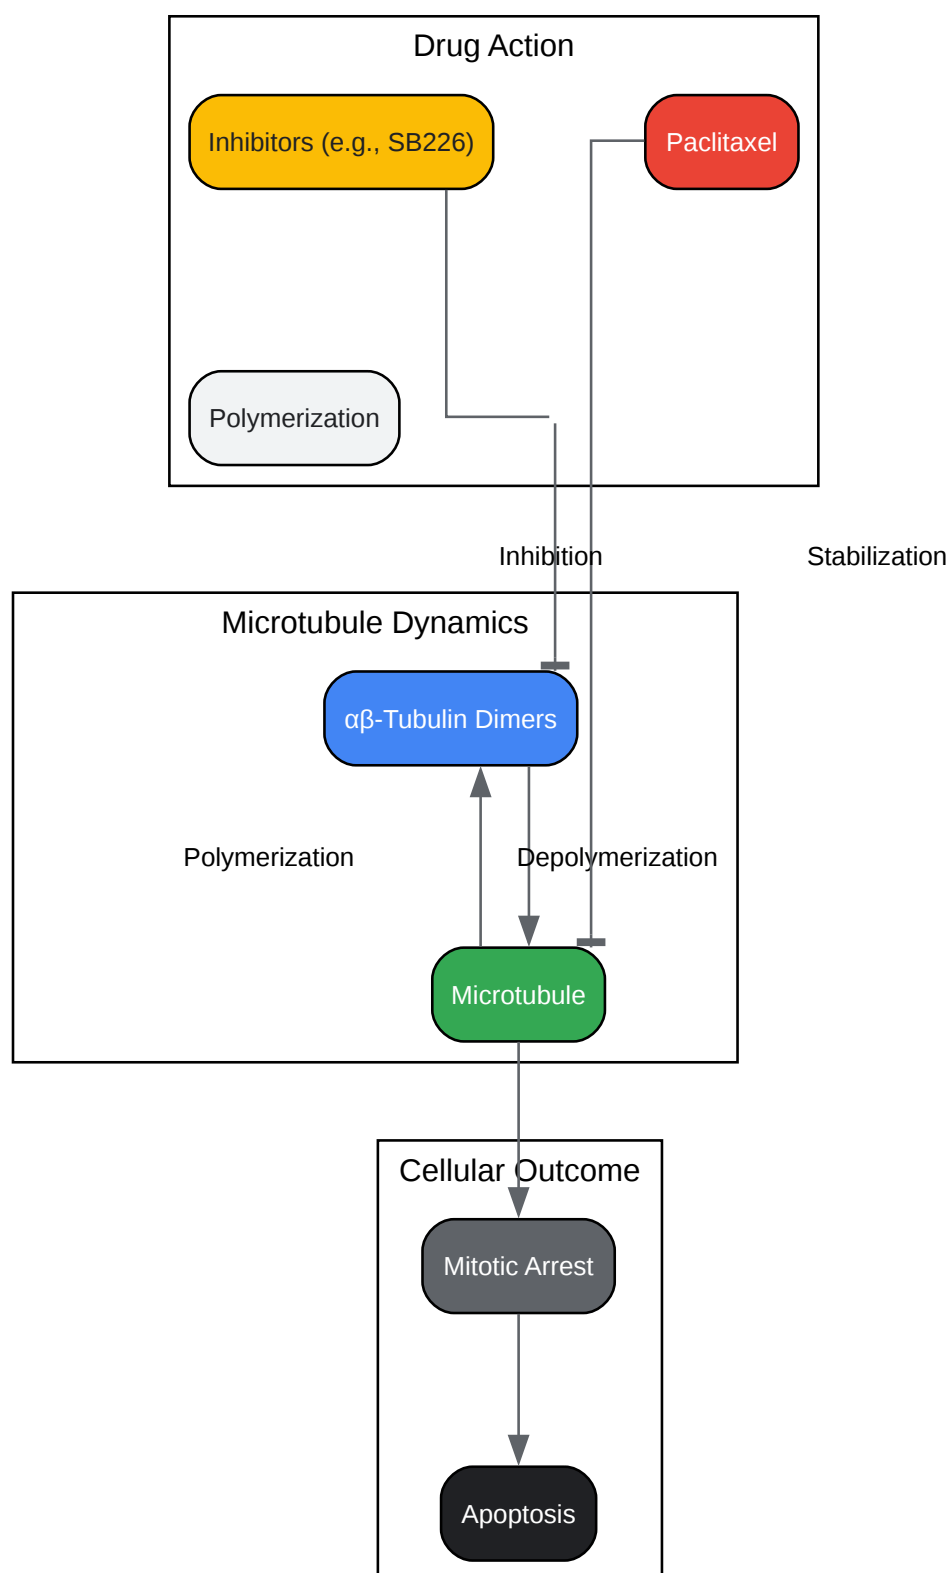 Drug Action
Inhibitors (e.g., SB226)
Paclitaxel
Polymerization
Inhibition
Stabilization
Microtubule Dynamics
αβ-Tubulin Dimers
Polymerization
Depolymerization
Microtubule
Cellular Outcome
Mitotic Arrest
Apoptosis